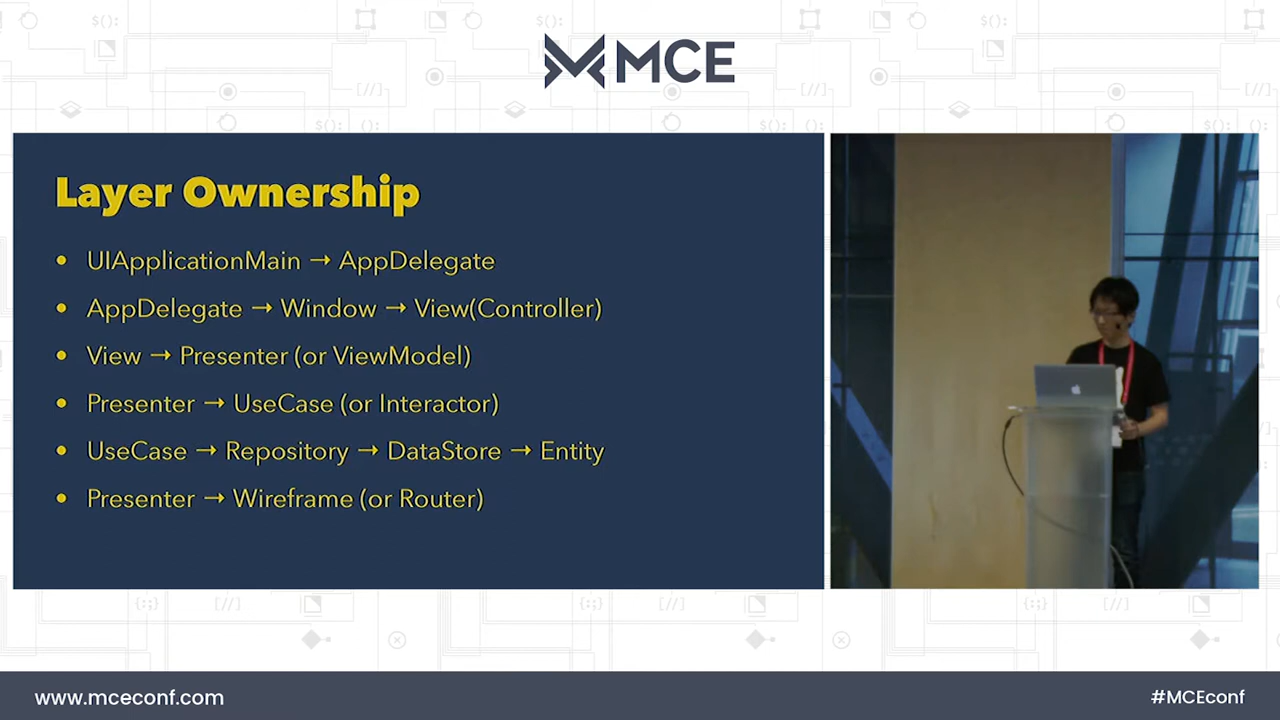 MCE
Layer Ownership
• UIApplicationMain → AppDelegate
• AppDelegate → Window → View(Controller)
• View → Presenter (or ViewModel)
• Presenter → UseCase (or Interactor)
• UseCase → Repository → DataStore → Entity
• Presenter → Wireframe (or Router)
www.mceconf.com
#MCEconf